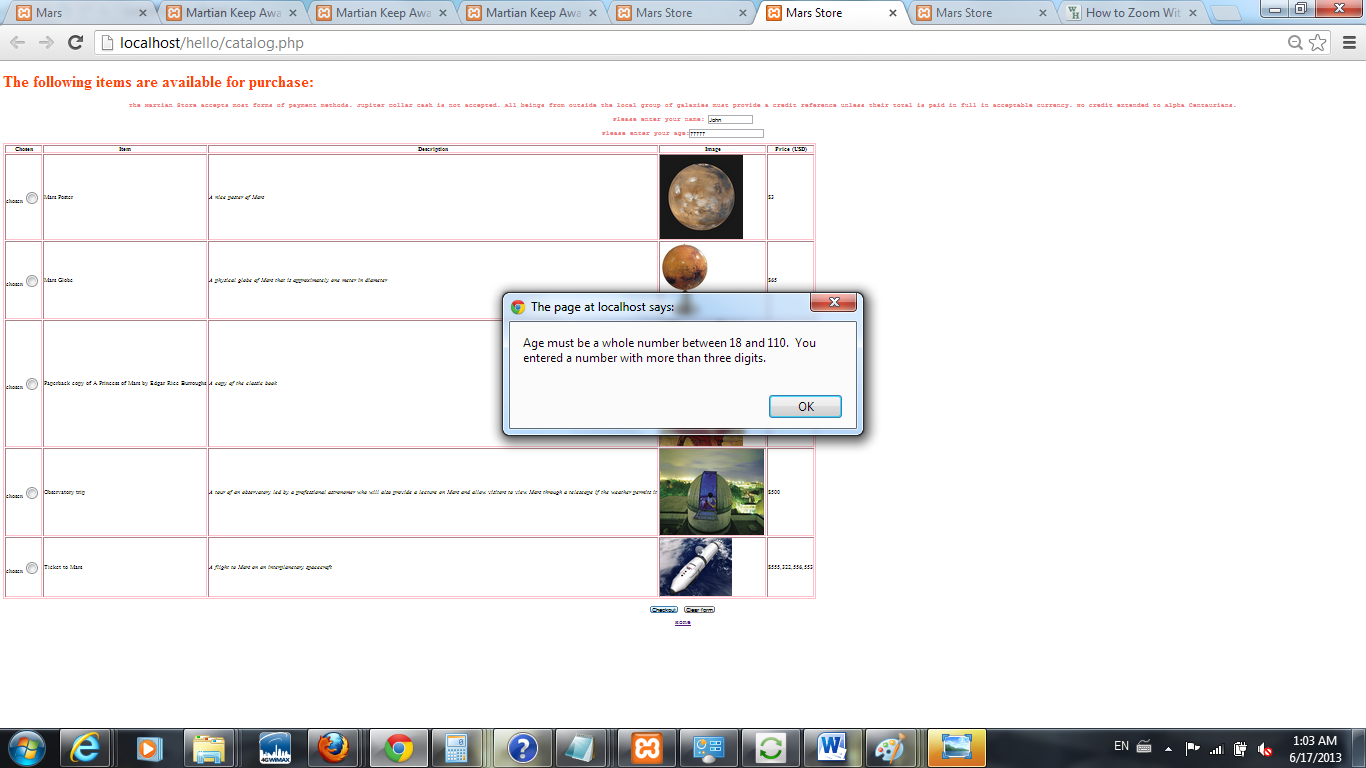 Mars
Martian Keep Awa
Martian Keep Awa
Martian Keep Awa
Mars Store
Mars Store
Mars Store
How to Zoom Wit
localhost/hello/catalog.php
The following items are available for purchase:
The Martian Store accepts most forms of payment methods. Jupiter dollar cash is not accepted. All beings from outside the local group of galaxies must provide a credit reference unless their total is paid in full in acceptable currency. No credit extended to Alpha Centaurians.
Please enter your name: John
Please enter your age:
Chosen Item Description Image Price (USD)
chosen Mars Poster A nice poster of Mars $3
chosen Mars Globe A physical globe of Mars that is approximately one meter in diameter $65
The page at localhost says:
Age must be a whole number between 18 and 110. You
entered a number with more than three digits.
OK
chosen Paperback copy of A Princess of Mars by Edgar Rice Burroughs A copy of the classic book
chosen Observatory trip A tour of an observatory led by a professional astronomer who will also provide a lecture on Mars and allow visitors to view Mars through a telescope if the weather permits it $500
chosen Ticket to Mars A flight to Mars on an interplanetary spacecraft $555,322,556,553
Checkout Clear form
Home
4GWIMAX
EN
1:03 AM
6/17/2013